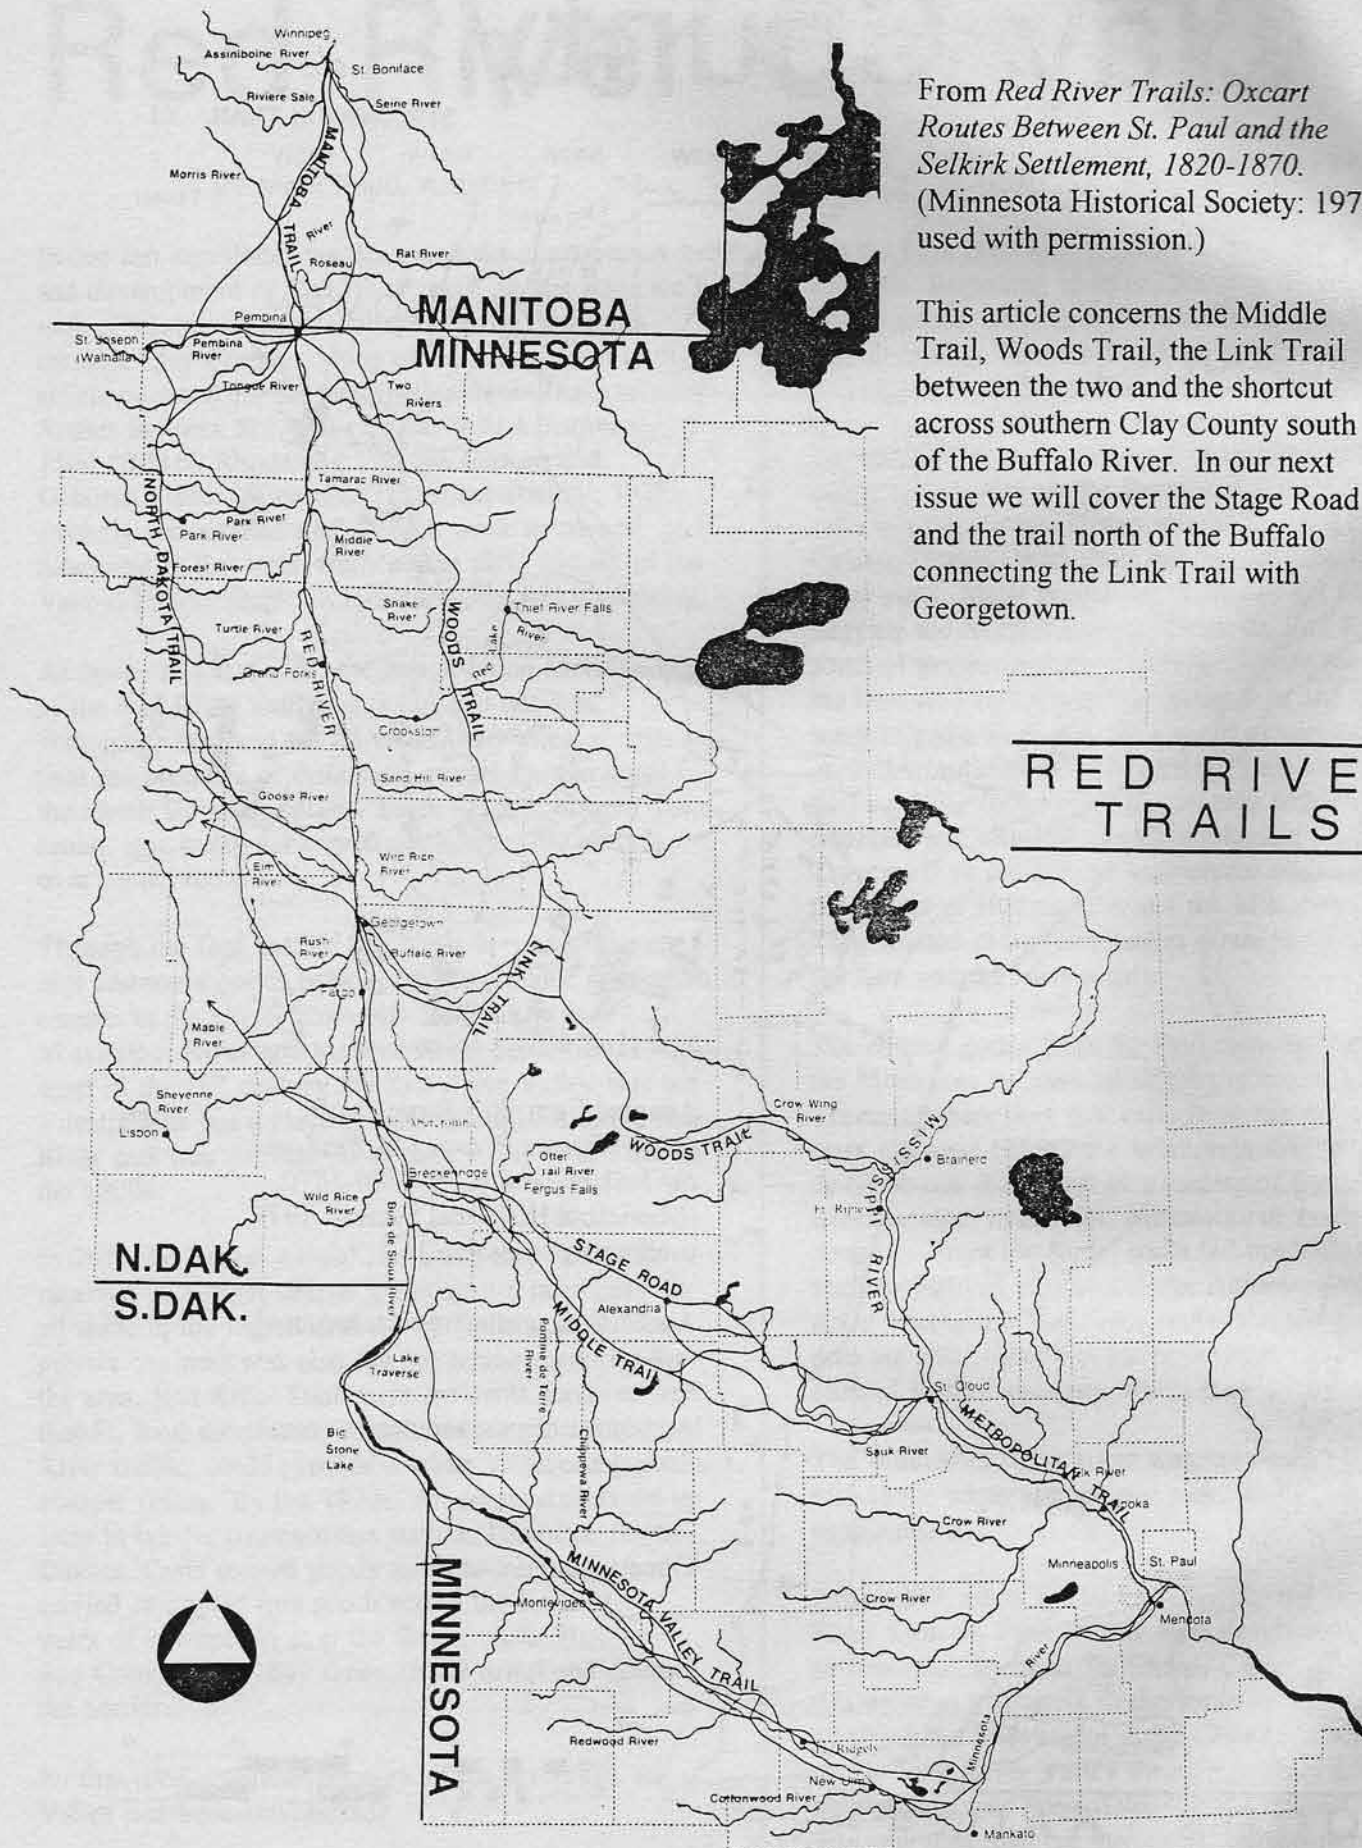 From Red River Trails: Oxcart
Routes Between St. Paul and the
Selkirk Settlement, 1820-1870.
(Minnesota Historical Society: 197
used with permission.)
This article concerns the Middle
Trail, Woods Trail, the Link Trail
between the two and the shortcut
across southern Clay County south
of the Buffalo River. In our next
issue we will cover the Stage Road
and the trail north of the Buffalo
connecting the Link Trail with
Georgetown.
RED RIVE
TRAILS
Winnipeg
Assiniboine River
St. Boniface
Riviere Sale
Seine River
MANITOBA TRAIL
Morris River
River
Roseau
Rat River
Pembina
MANITOBA
MINNESOTA
St. Joseph
(Walhalla)
Pembina
River
Tongue River
Two
Rivers
NORTH DAKOTA TRAIL
Tamarac River
Park River
Park River
Middle
River
Forest River
Snake
River
Thief River Falls
Red Lake
River
WOODS TRAIL
Turtle River
Grand Forks
RED RIVER
Crookston
Sand Hill River
Goose River
Wild Rice
River
Elm
River
Georgetown
Rush
River
Buffalo River
LINK TRAIL
Fargo
Maple
River
Sheyenne
River
Lisbon
Crow Wing
River
WOODS TRAIL
MISSISSIPPI RIVER
Brainerd
Otter
Tail River
Fergus Falls
Breckenridge
Wild Rice
River
Bois de Sioux River
Ft. Ripley
N.DAK.
S.DAK.
STAGE ROAD
Alexandria
MIDDLE TRAIL
Pomme de Terre
River
Lake
Traverse
St. Cloud
METROPOLITAN TRAIL
Sauk River
Big
Stone
Lake
Chippewa River
Elk River
Anoka
Crow River
Minneapolis
St. Paul
Crow River
Mendota
MINNESOTA
Montevideo
MINNESOTA VALLEY TRAIL
Minnesota
River
Redwood River
Ft. Ridgely
New Ulm
Cottonwood River
Mankato